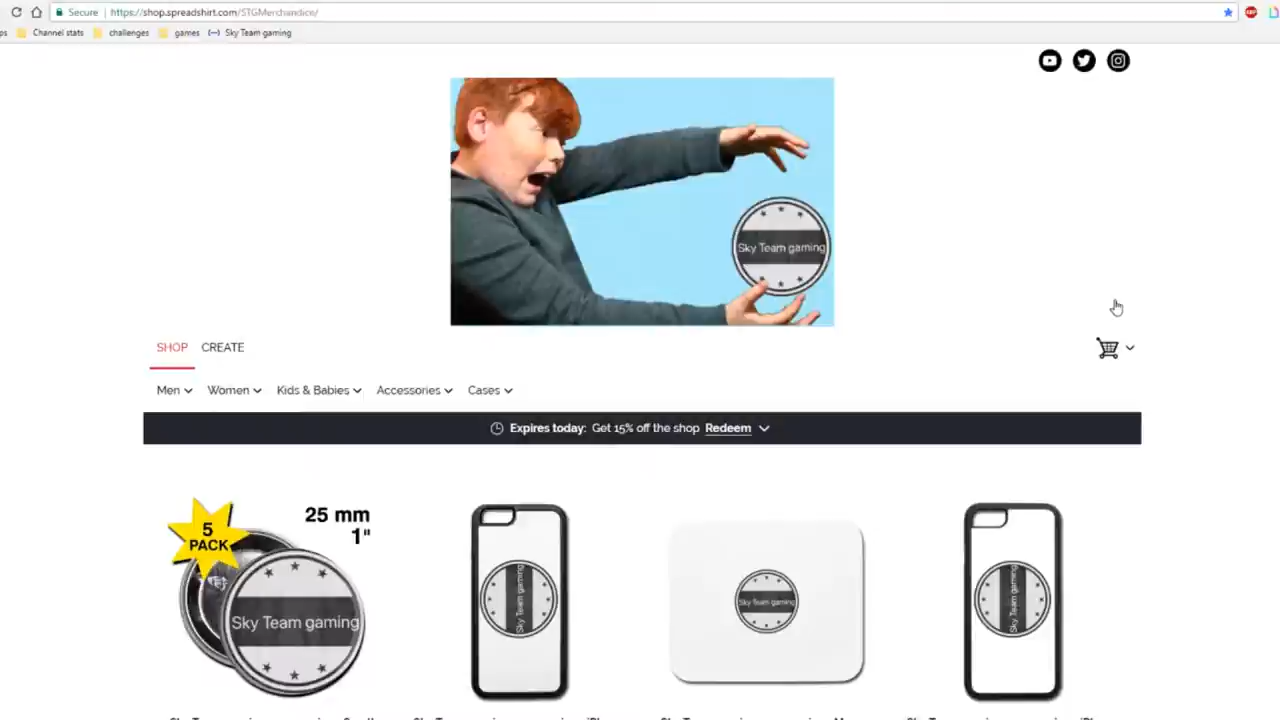 Secure | https://shop.spreadshirt.com/STGMerchandice/
Channel stats challenges games Sky Team gaming
Sky Team gaming
SHOP CREATE
Men Women Kids & Babies Accessories Cases
Expires today: Get 15% off the shop Redeem
5 PACK
25 mm
1"
Sky Team gaming
Sky Team gaming
Sky Team gaming
Sky Team gaming